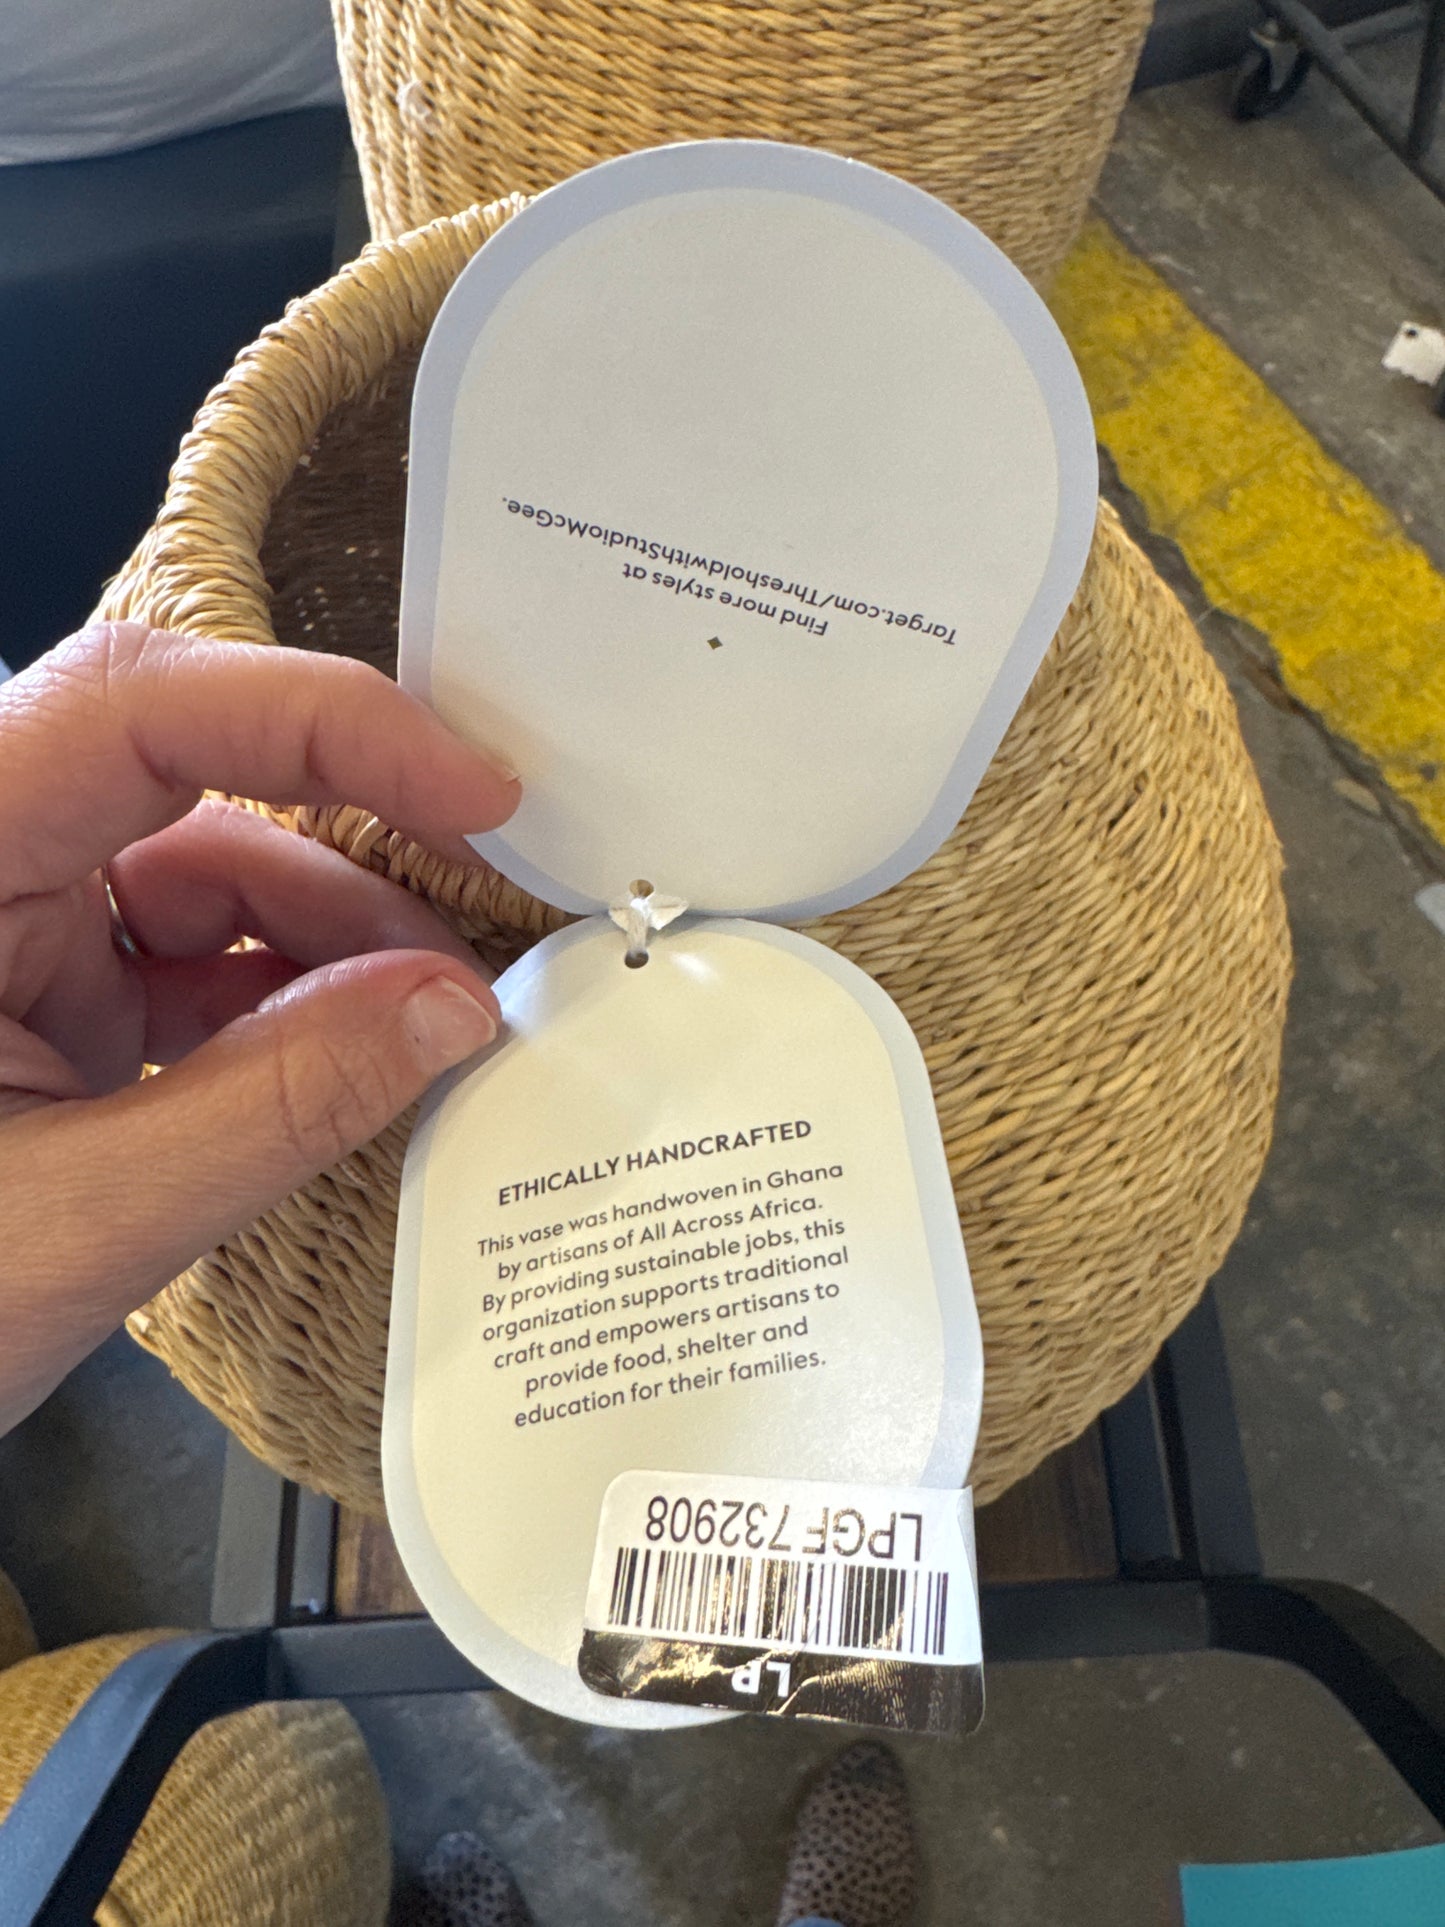 Find more styles at
Target.com/ThresholdwithStudioMcGee.
ETHICALLY HANDCRAFTED
This vase was handwoven in Ghana
by artisans of All Across Africa.
By providing sustainable jobs, this
organization supports traditional
craft and empowers artisans to
provide food, shelter and
education for their families.
LP
LPGF732908